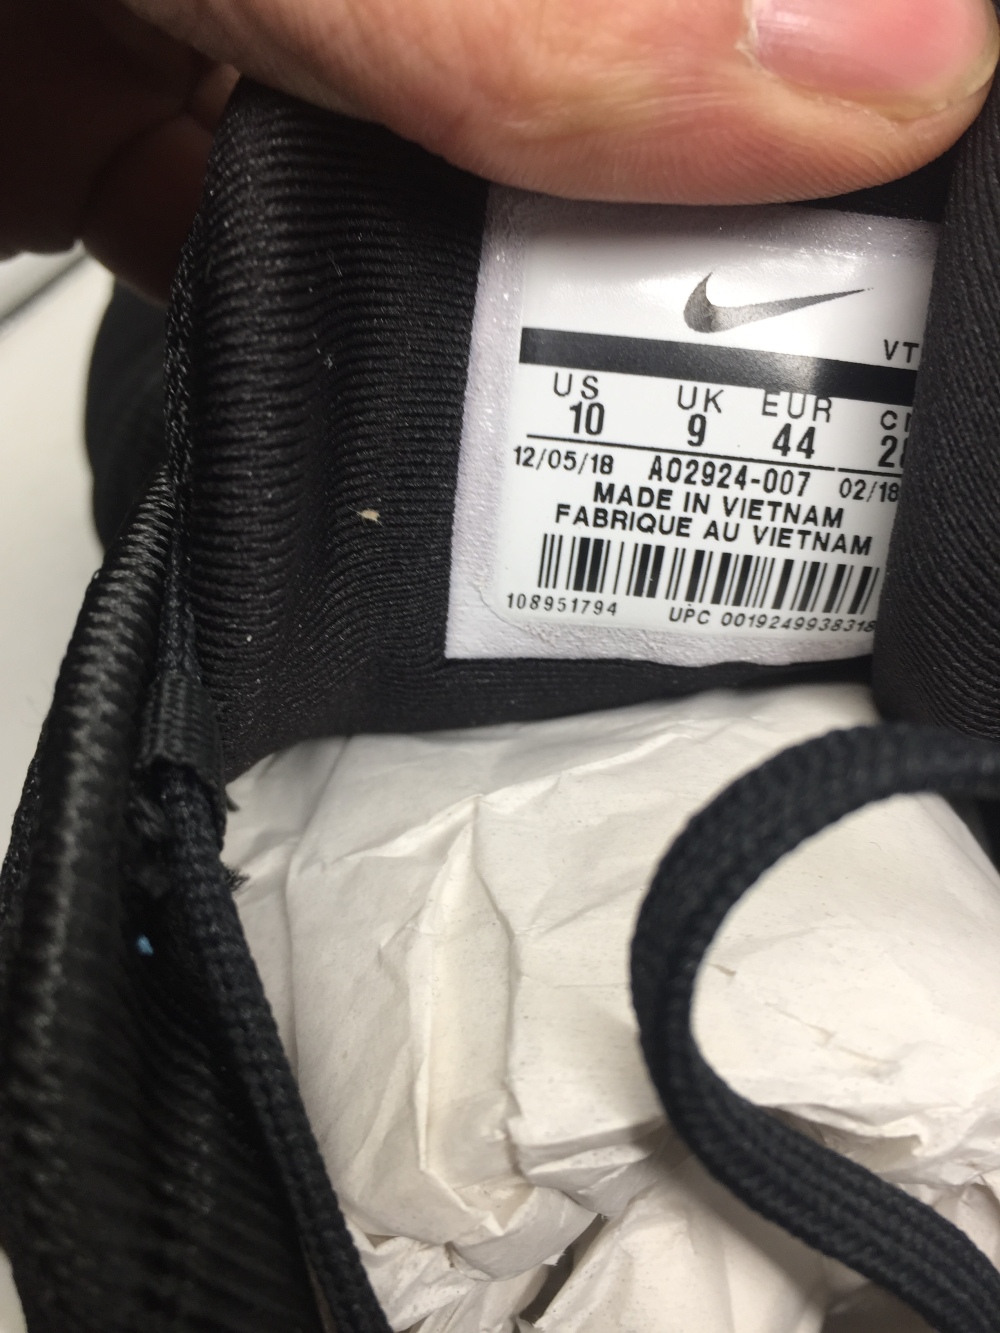 VT
US UK EUR
10 9 44
12/05/18 AO2924-007 02/18
MADE IN VIETNAM
FABRIQUE AU VIETNAM
108951794 UPC 0019249938318